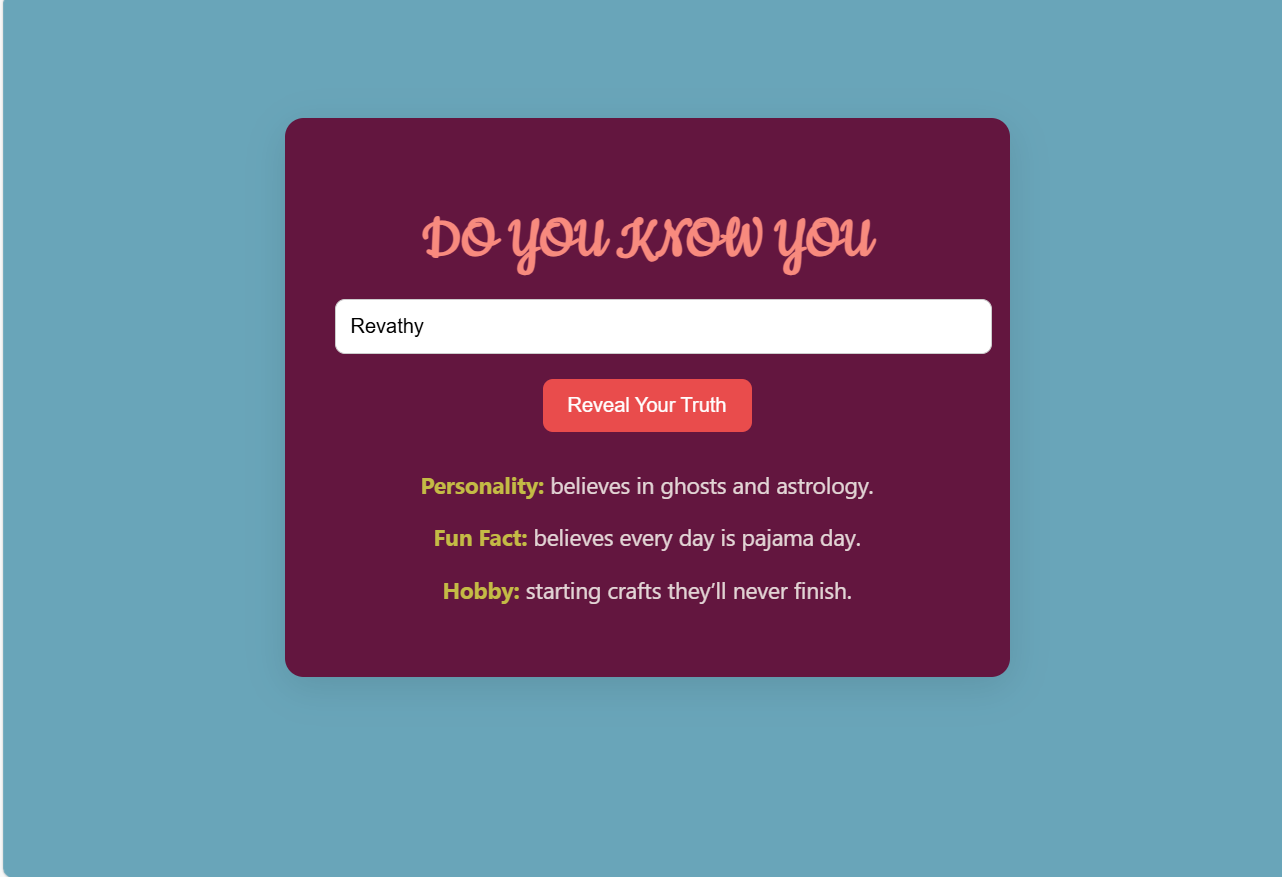 DO YOU KNOW YOU
Revathy
Reveal Your Truth
Personality: believes in ghosts and astrology.
Fun Fact: believes every day is pajama day.
Hobby: starting crafts they’ll never finish.